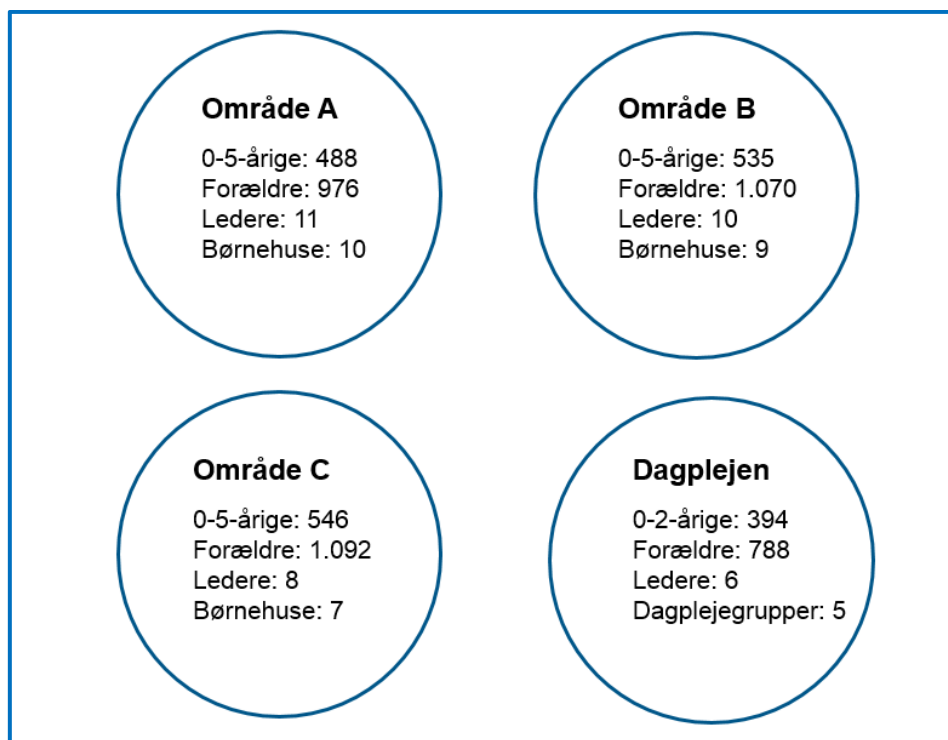 Område A
0-5-årige: 488
Forældre: 976
Ledere: 11
Børnehuse: 10
Område B
0-5-årige: 535
Forældre: 1.070
Ledere: 10
Børnehuse: 9
Område C
0-5-årige: 546
Forældre: 1.092
Ledere: 8
Børnehuse: 7
Dagplejen
0-2-årige: 394
Forældre: 788
Ledere: 6
Dagplejegrupper: 5